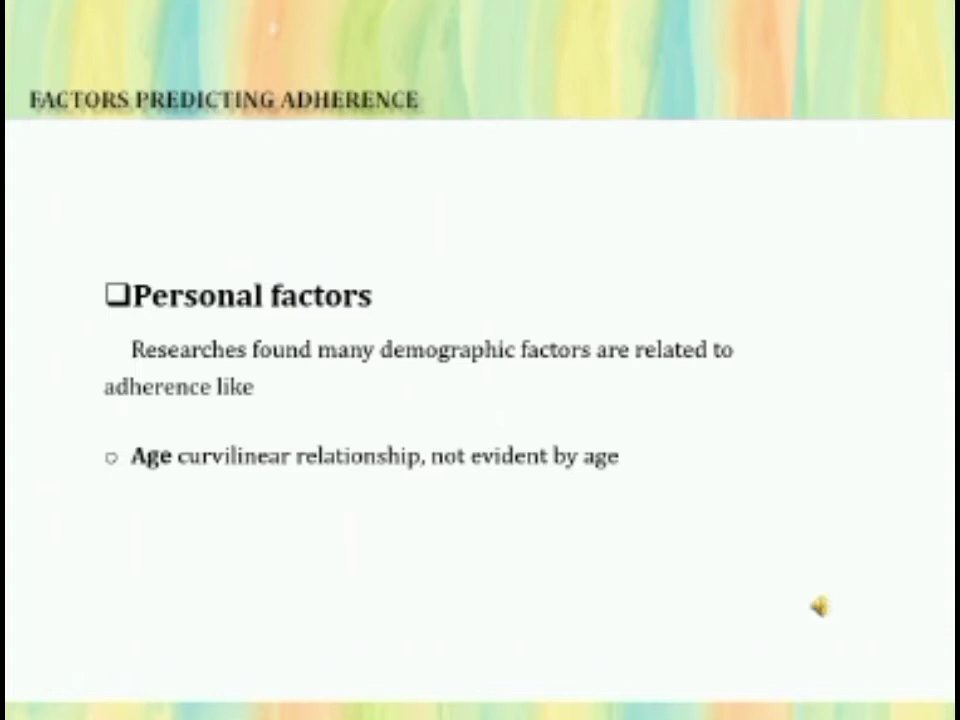 FACTORS PREDICTING ADHERENCE
❑Personal factors
Researches found many demographic factors are related to
adherence like
○ Age curvilinear relationship, not evident by age